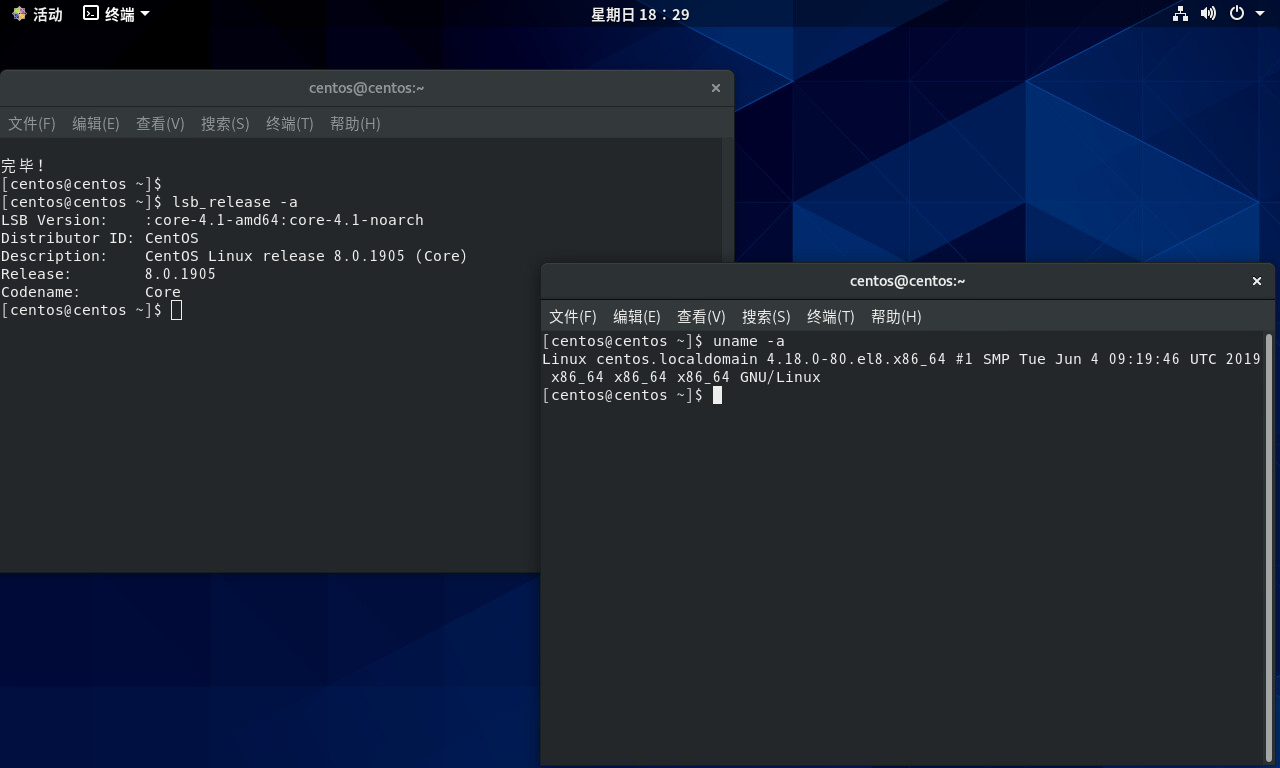 活动 终端 星期日 18：29
centos@centos:~
文件(F) 编辑(E) 查看(V) 搜索(S) 终端(T) 帮助(H)
完毕！
[centos@centos ~]$
[centos@centos ~]$ lsb_release -a
LSB Version:    :core-4.1-amd64:core-4.1-noarch
Distributor ID: CentOS
Description:    CentOS Linux release 8.0.1905 (Core)
Release:        8.0.1905
Codename:       Core
[centos@centos ~]$
centos@centos:~
文件(F) 编辑(E) 查看(V) 搜索(S) 终端(T) 帮助(H)
[centos@centos ~]$ uname -a
Linux centos.localdomain 4.18.0-80.el8.x86_64 #1 SMP Tue Jun 4 09:19:46 UTC 2019
 x86_64 x86_64 x86_64 GNU/Linux
[centos@centos ~]$